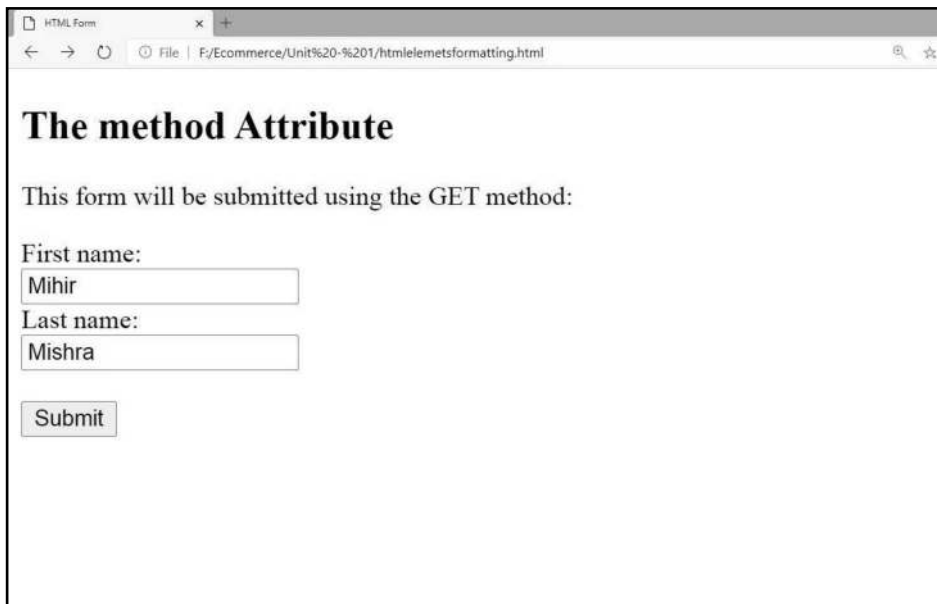 HTML Form
File | F:/Ecommerce/Unit%20-%201/htmlelemetsformatting.html
The method Attribute
This form will be submitted using the GET method:
First name:
Mihir
Last name:
Mishra
Submit